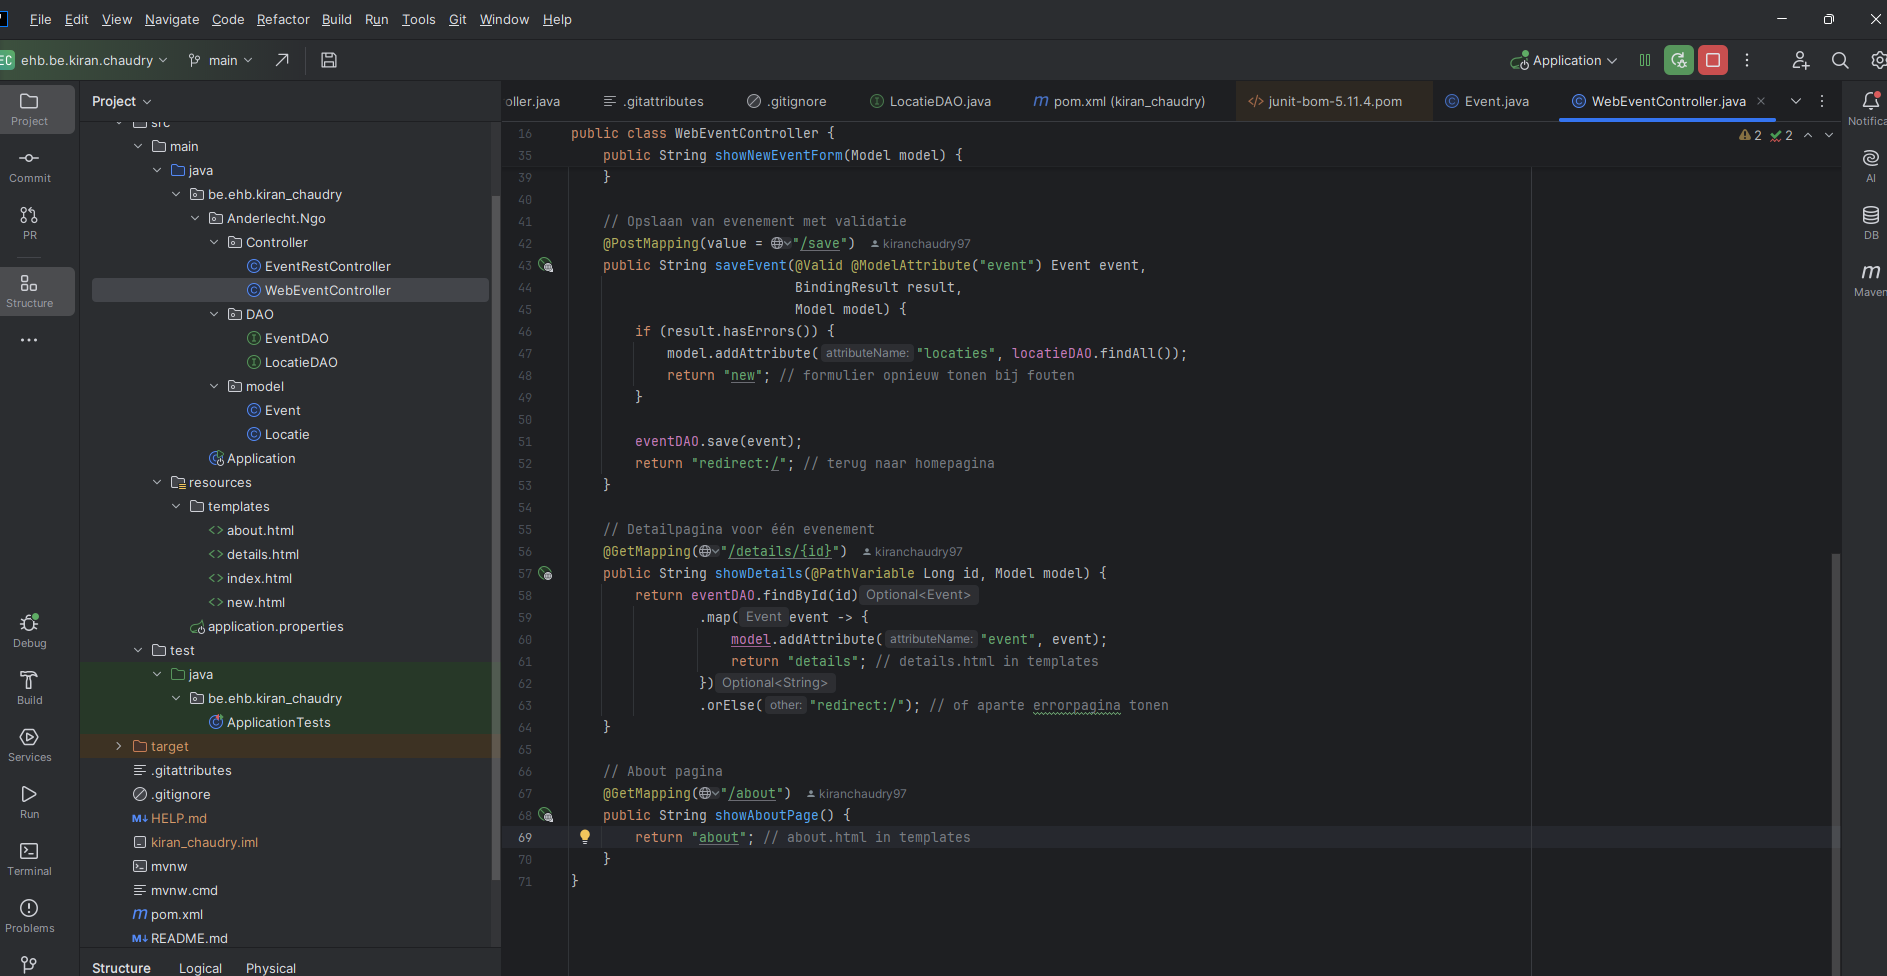 File Edit View Navigate Code Refactor Build Run Tools Git Window Help
EC ehb.be.kiran.chaudry main Application
Project
oller.java .gitattributes .gitignore LocatieDAO.java pom.xml (kiran_chaudry) junit-bom-5.11.4.pom Event.java WebEventController.java
Project
Commit
PR
Structure
Debug
Build
Services
Run
Terminal
Problems
src
main
java
be.ehb.kiran_chaudry
Anderlecht.Ngo
Controller
EventRestController
WebEventController
DAO
EventDAO
LocatieDAO
model
Event
Locatie
Application
resources
templates
about.html
details.html
index.html
new.html
application.properties
test
java
be.ehb.kiran_chaudry
ApplicationTests
target
.gitattributes
.gitignore
HELP.md
kiran_chaudry.iml
mvnw
mvnw.cmd
pom.xml
README.md
Structure Logical Physical
16 public class WebEventController {
35 public String showNewEventForm(Model model) {
39 }
40
41 // Opslaan van evenement met validatie
42 @PostMapping(value = "/save") kiranchaudry97
43 public String saveEvent(@Valid @ModelAttribute("event") Event event,
44 BindingResult result,
45 Model model) {
46 if (result.hasErrors()) {
47 model.addAttribute( attributeName: "locaties", locatieDAO.findAll());
48 return "new"; // formulier opnieuw tonen bij fouten
49 }
50
51 eventDAO.save(event);
52 return "redirect:/"; // terug naar homepagina
53 }
54
55 // Detailpagina voor één evenement
56 @GetMapping("/details/{id}") kiranchaudry97
57 public String showDetails(@PathVariable Long id, Model model) {
58 return eventDAO.findById(id) Optional<Event>
59 .map( Event event -> {
60 model.addAttribute( attributeName: "event", event);
61 return "details"; // details.html in templates
62 }) Optional<String>
63 .orElse( other: "redirect:/"); // of aparte errorpagina tonen
64 }
65
66 // About pagina
67 @GetMapping("/about") kiranchaudry97
68 public String showAboutPage() {
69 return "about"; // about.html in templates
70 }
71 }
2 2
Notifica
AI
DB
Maven